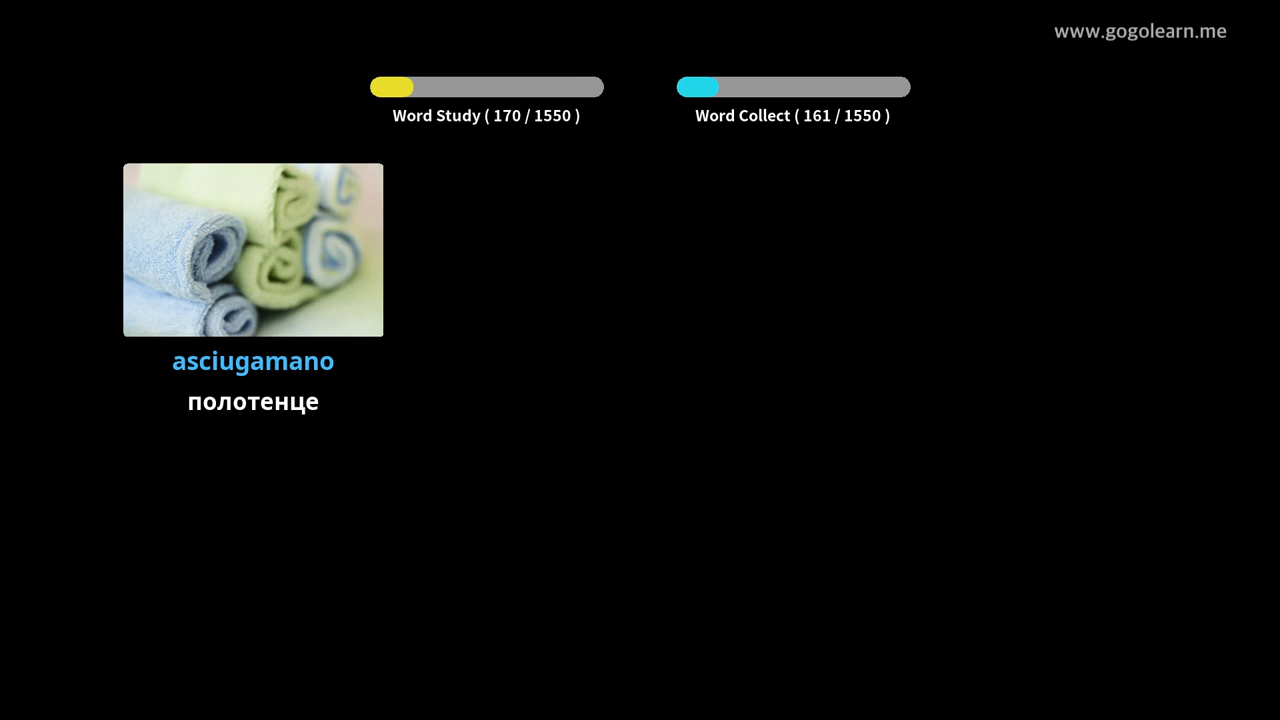 www.gogolearn.me
Word Study ( 170 / 1550 )
Word Collect ( 161 / 1550 )
asciugamano
полотенце